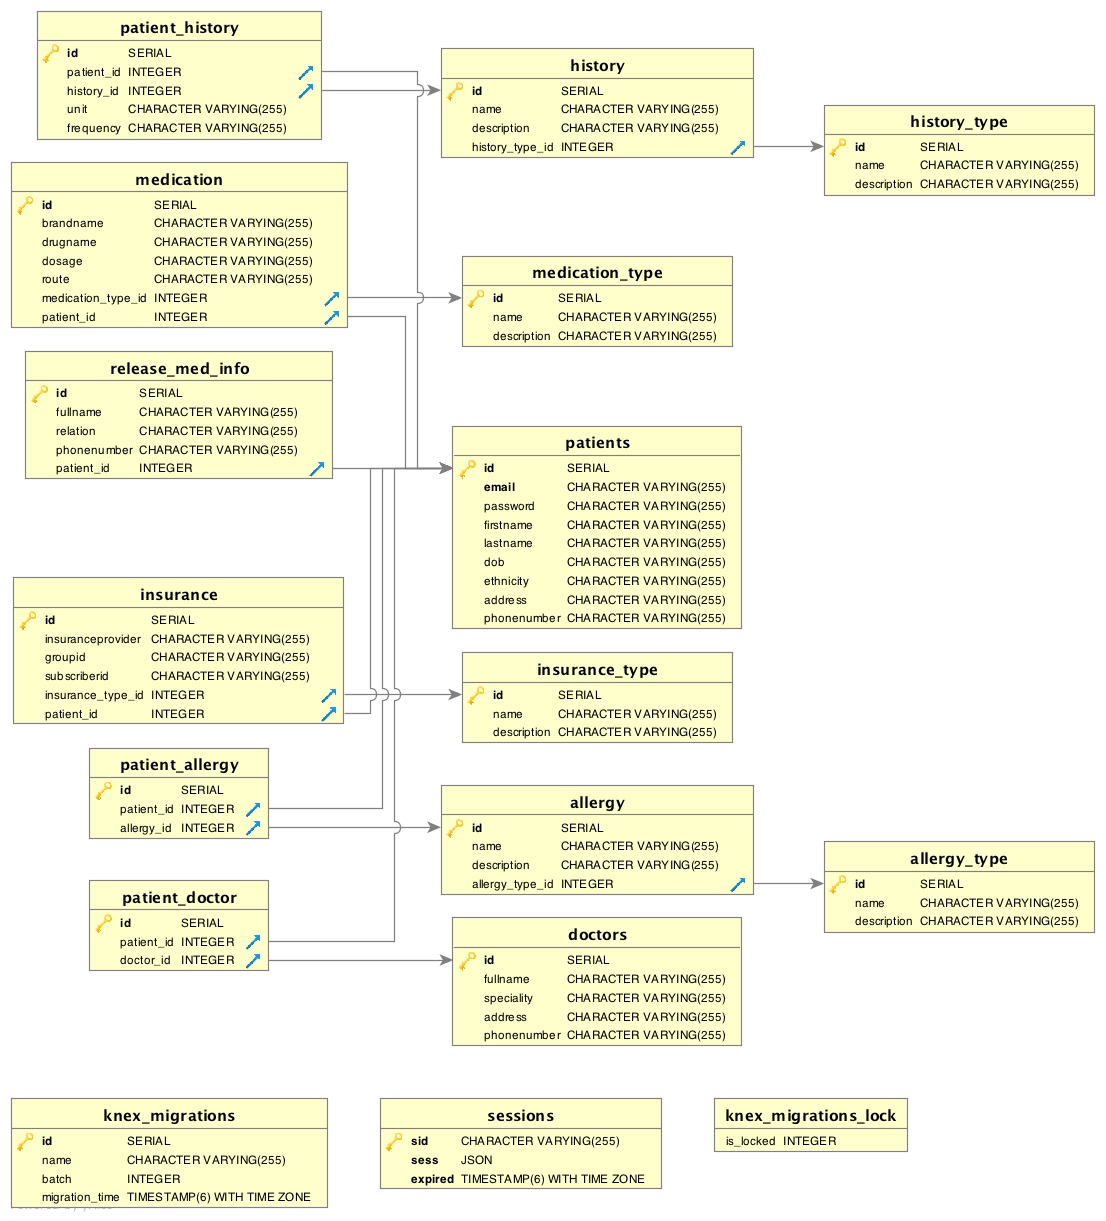 patient_history
id SERIAL
patient_id INTEGER
history_id INTEGER
unit CHARACTER VARYING(255)
frequency CHARACTER VARYING(255)
history
id SERIAL
name CHARACTER VARYING(255)
description CHARACTER VARYING(255)
history_type_id INTEGER
history_type
id SERIAL
name CHARACTER VARYING(255)
description CHARACTER VARYING(255)
medication
id SERIAL
brandname CHARACTER VARYING(255)
drugname CHARACTER VARYING(255)
dosage CHARACTER VARYING(255)
route CHARACTER VARYING(255)
medication_type_id INTEGER
patient_id INTEGER
medication_type
id SERIAL
name CHARACTER VARYING(255)
description CHARACTER VARYING(255)
release_med_info
id SERIAL
fullname CHARACTER VARYING(255)
relation CHARACTER VARYING(255)
phonenumber CHARACTER VARYING(255)
patient_id INTEGER
patients
id SERIAL
email CHARACTER VARYING(255)
password CHARACTER VARYING(255)
firstname CHARACTER VARYING(255)
lastname CHARACTER VARYING(255)
dob CHARACTER VARYING(255)
ethnicity CHARACTER VARYING(255)
address CHARACTER VARYING(255)
phonenumber CHARACTER VARYING(255)
insurance
id SERIAL
insuranceprovider CHARACTER VARYING(255)
groupid CHARACTER VARYING(255)
subscriberid CHARACTER VARYING(255)
insurance_type_id INTEGER
patient_id INTEGER
insurance_type
id SERIAL
name CHARACTER VARYING(255)
description CHARACTER VARYING(255)
patient_allergy
id SERIAL
patient_id INTEGER
allergy_id INTEGER
allergy
id SERIAL
name CHARACTER VARYING(255)
description CHARACTER VARYING(255)
allergy_type_id INTEGER
allergy_type
id SERIAL
name CHARACTER VARYING(255)
description CHARACTER VARYING(255)
patient_doctor
id SERIAL
patient_id INTEGER
doctor_id INTEGER
doctors
id SERIAL
fullname CHARACTER VARYING(255)
speciality CHARACTER VARYING(255)
address CHARACTER VARYING(255)
phonenumber CHARACTER VARYING(255)
knex_migrations
id SERIAL
name CHARACTER VARYING(255)
batch INTEGER
migration_time TIMESTAMP(6) WITH TIME ZONE
sessions
sid CHARACTER VARYING(255)
sess JSON
expired TIMESTAMP(6) WITH TIME ZONE
knex_migrations_lock
is_locked INTEGER